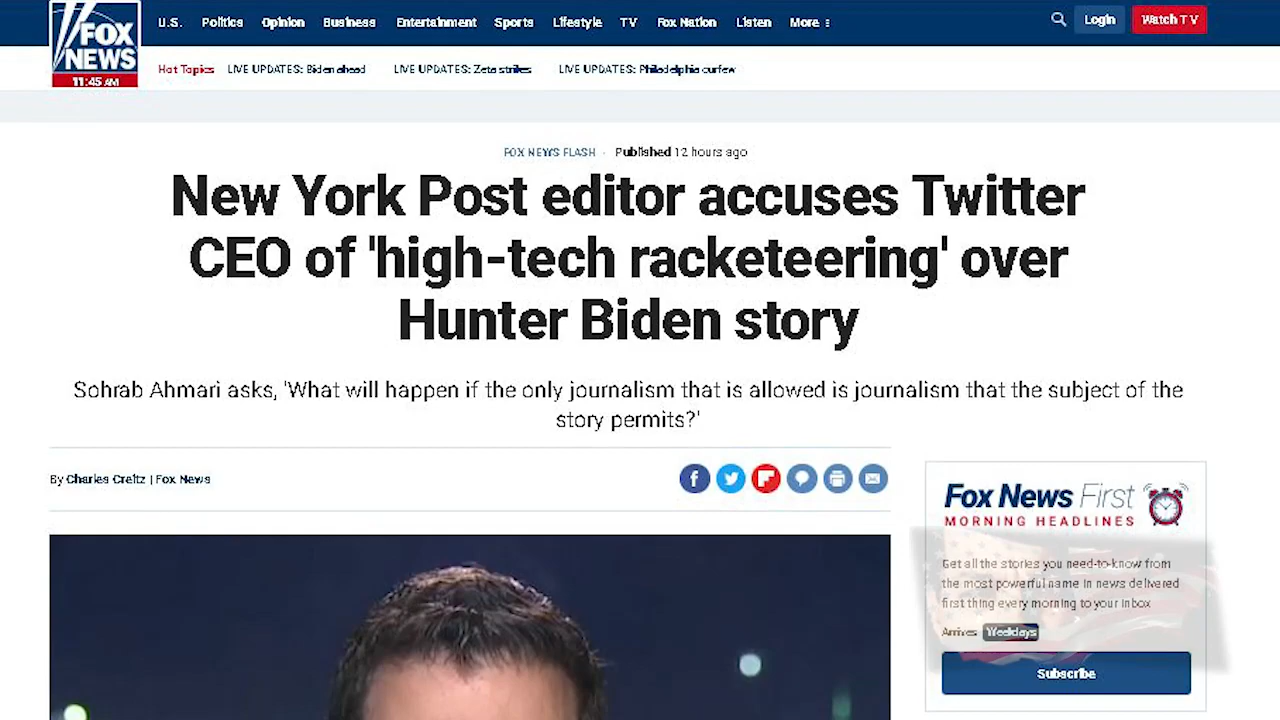 U.S. Politics Opinion Business Entertainment Sports Lifestyle TV Fox Nation Listen More Login Watch TV
FOX
NEWS
11:45 AM
Hot Topics LIVE UPDATES: Biden ahead LIVE UPDATES: Zeta strikes LIVE UPDATES: Philadelphia curfew
FOX NEWS FLASH · Published 12 hours ago
New York Post editor accuses Twitter
CEO of 'high-tech racketeering' over
Hunter Biden story
Sohrab Ahmari asks, 'What will happen if the only journalism that is allowed is journalism that the subject of the
story permits?'
By Charles Creitz | Fox News
Fox News First
MORNING HEADLINES
Get all the stories you need-to-know from
the most powerful name in news delivered
first thing every morning to your inbox
Arrives Weekdays
Subscribe